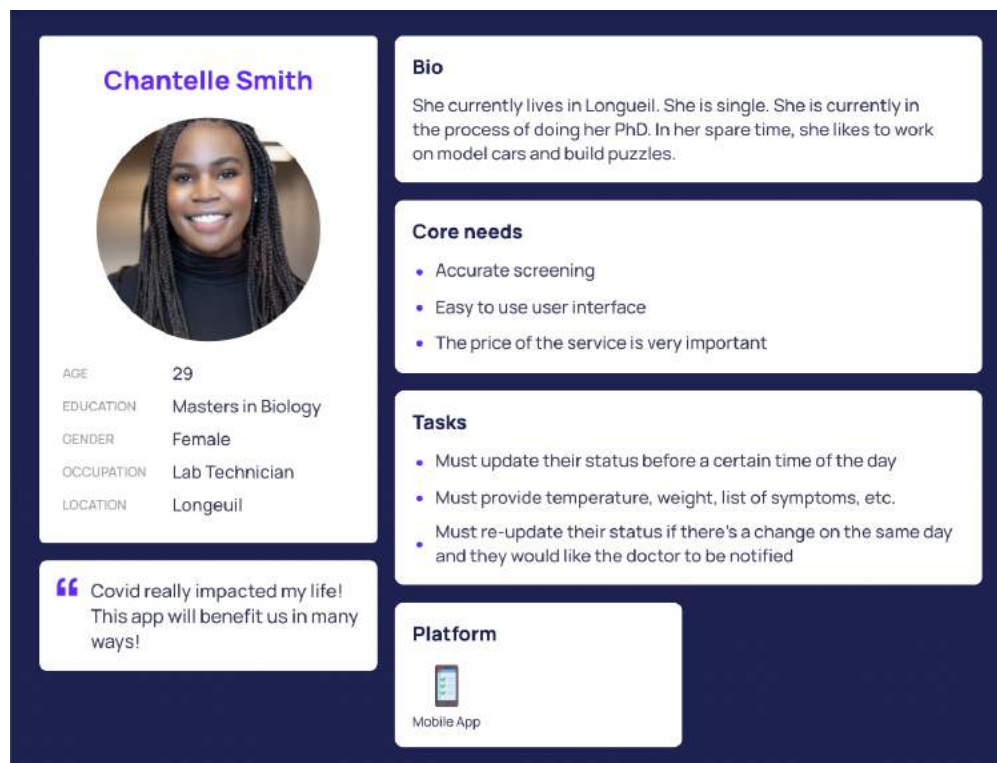 Chantelle Smith
AGE 29
EDUCATION Masters in Biology
GENDER Female
OCCUPATION Lab Technician
LOCATION Longeuil
Covid really impacted my life!
This app will benefit us in many
ways!
Bio
She currently lives in Longueil. She is single. She is currently in
the process of doing her PhD. In her spare time, she likes to work
on model cars and build puzzles.
Core needs
• Accurate screening
• Easy to use user interface
• The price of the service is very important
Tasks
• Must update their status before a certain time of the day
• Must provide temperature, weight, list of symptoms, etc.
• Must re-update their status if there's a change on the same day
and they would like the doctor to be notified
Platform
Mobile App